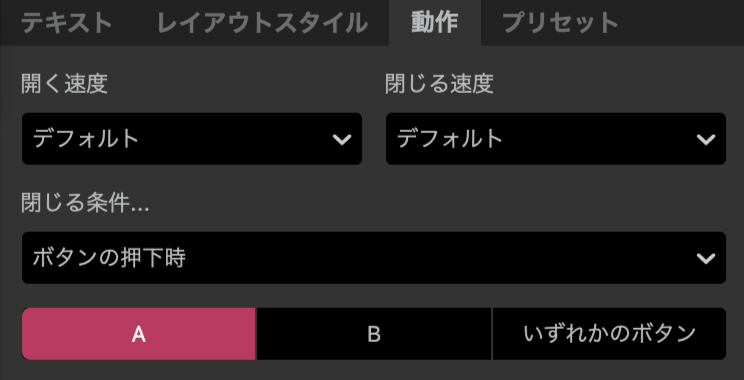 テキスト レイアウトスタイル 動作 プリセット
開く速度 閉じる速度
デフォルト デフォルト
閉じる条件...
ボタンの押下時
A B いずれかのボタン